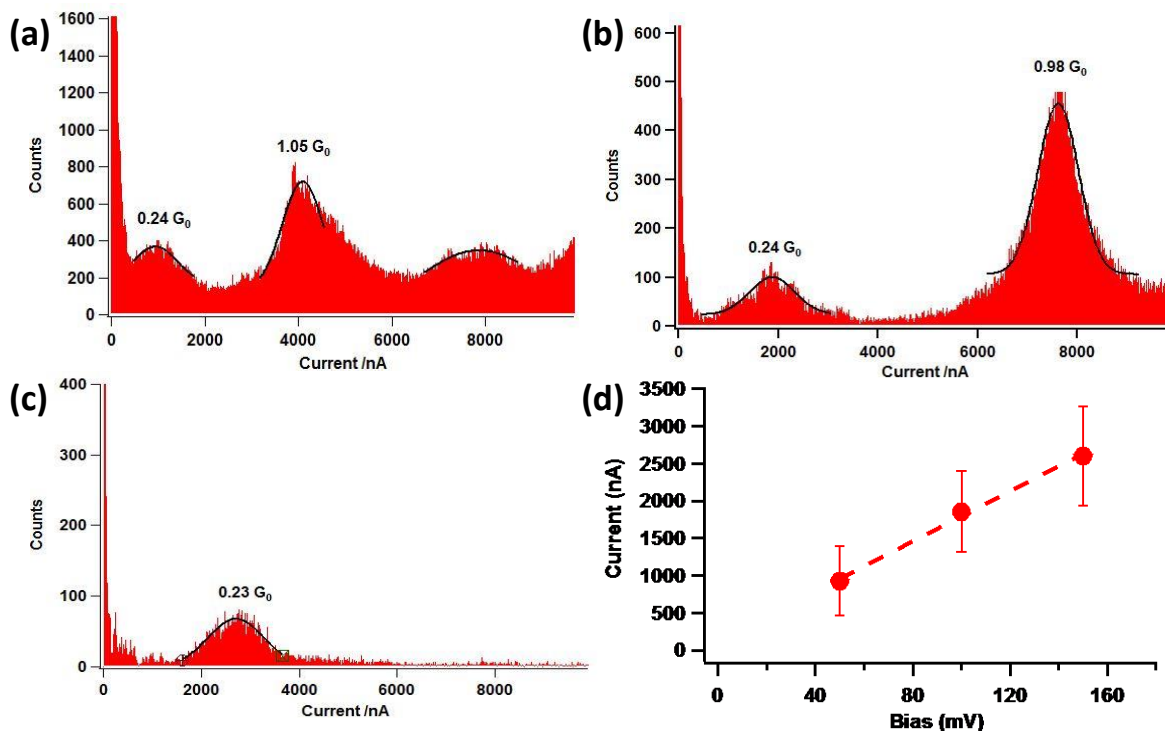 (a)
1600
1400
1200
1000
800
600
400
200
0
Counts
0.24 G₀
1.05 G₀
0 2000 4000 6000 8000
Current /nA
(b)
600
500
400
300
200
100
0
Counts
0.24 G₀
0.98 G₀
0 2000 4000 6000 8000
Current /nA
(c)
400
300
200
100
0
Counts
0.23 G₀
0 2000 4000 6000 8000
Current /nA
(d)
3500
3000
2500
2000
1500
1000
500
0
Current (nA)
0 40 80 120 160
Bias (mV)